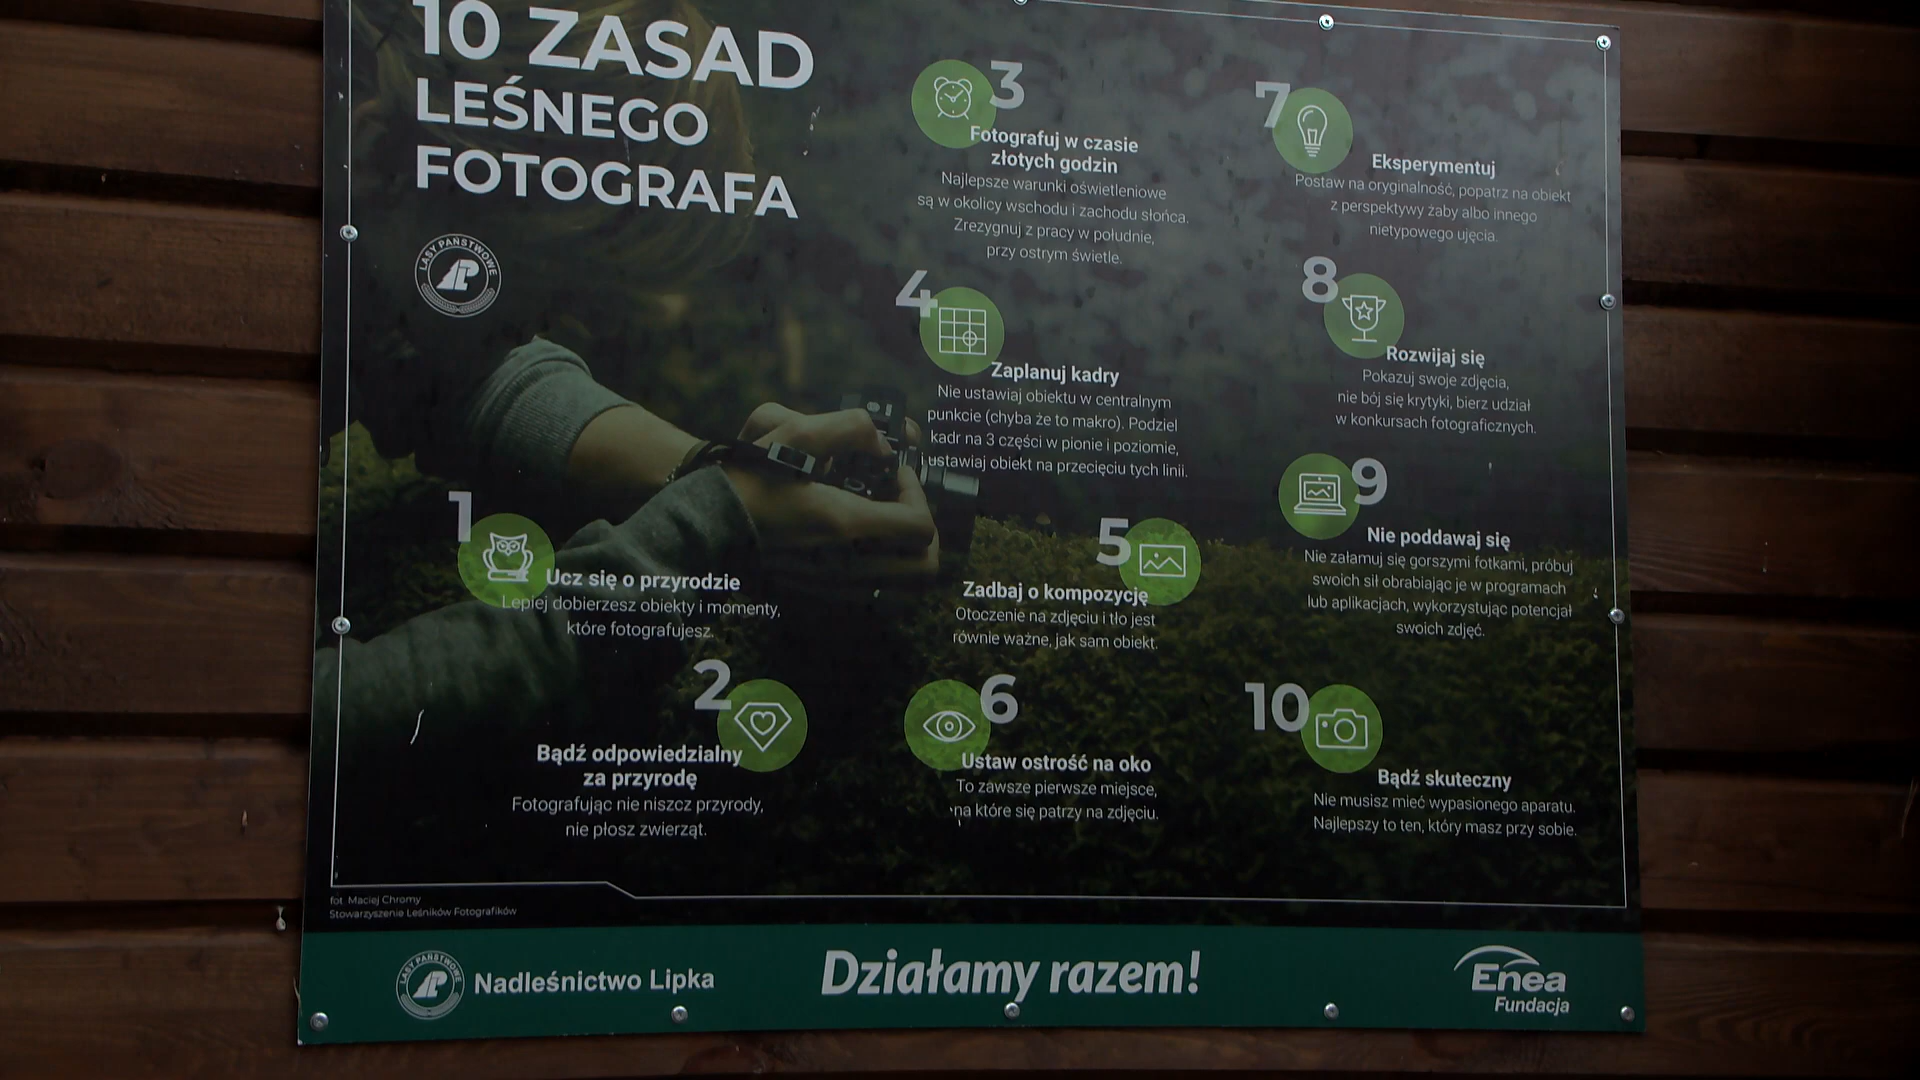 10 ZASAD
LEŚNEGO
FOTOGRAFA
LASY PAŃSTWOWE
1
Ucz się o przyrodzie
Lepiej dobierzesz obiekty i momenty,
które fotografujesz.
2
Bądź odpowiedzialny
za przyrodę
Fotografując nie niszcz przyrody,
nie płosz zwierząt.
3
Fotografuj w czasie
złotych godzin
Najlepsze warunki oświetleniowe
są w okolicy wschodu i zachodu słońca.
Zrezygnuj z pracy w południe,
przy ostrym świetle.
4
Zaplanuj kadry
Nie ustawiaj obiektu w centralnym
punkcie (chyba że to makro). Podziel
kadr na 3 części w pionie i poziomie,
i ustawiaj obiekt na przecięciu tych linii.
5
Zadbaj o kompozycję
Otoczenie na zdjęciu i tło jest
równie ważne, jak sam obiekt.
6
Ustaw ostrość na oko
To zawsze pierwsze miejsce,
na które się patrzy na zdjęciu.
7
Eksperymentuj
Postaw na oryginalność, popatrz na obiekt
z perspektywy żaby albo innego
nietypowego ujęcia.
8
Rozwijaj się
Pokazuj swoje zdjęcia,
nie bój się krytyki, bierz udział
w konkursach fotograficznych.
9
Nie poddawaj się
Nie załamuj się gorszymi fotkami, próbuj
swoich sił obrabiając je w programach
lub aplikacjach, wykorzystując potencjał
swoich zdjęć.
10
Bądź skuteczny
Nie musisz mieć wypasionego aparatu.
Najlepszy to ten, który masz przy sobie.
fot. Maciej Chromy
Stowarzyszenie Leśników Fotografików
LASY PAŃSTWOWE
Nadleśnictwo Lipka
Działamy razem!
Enea
Fundacja